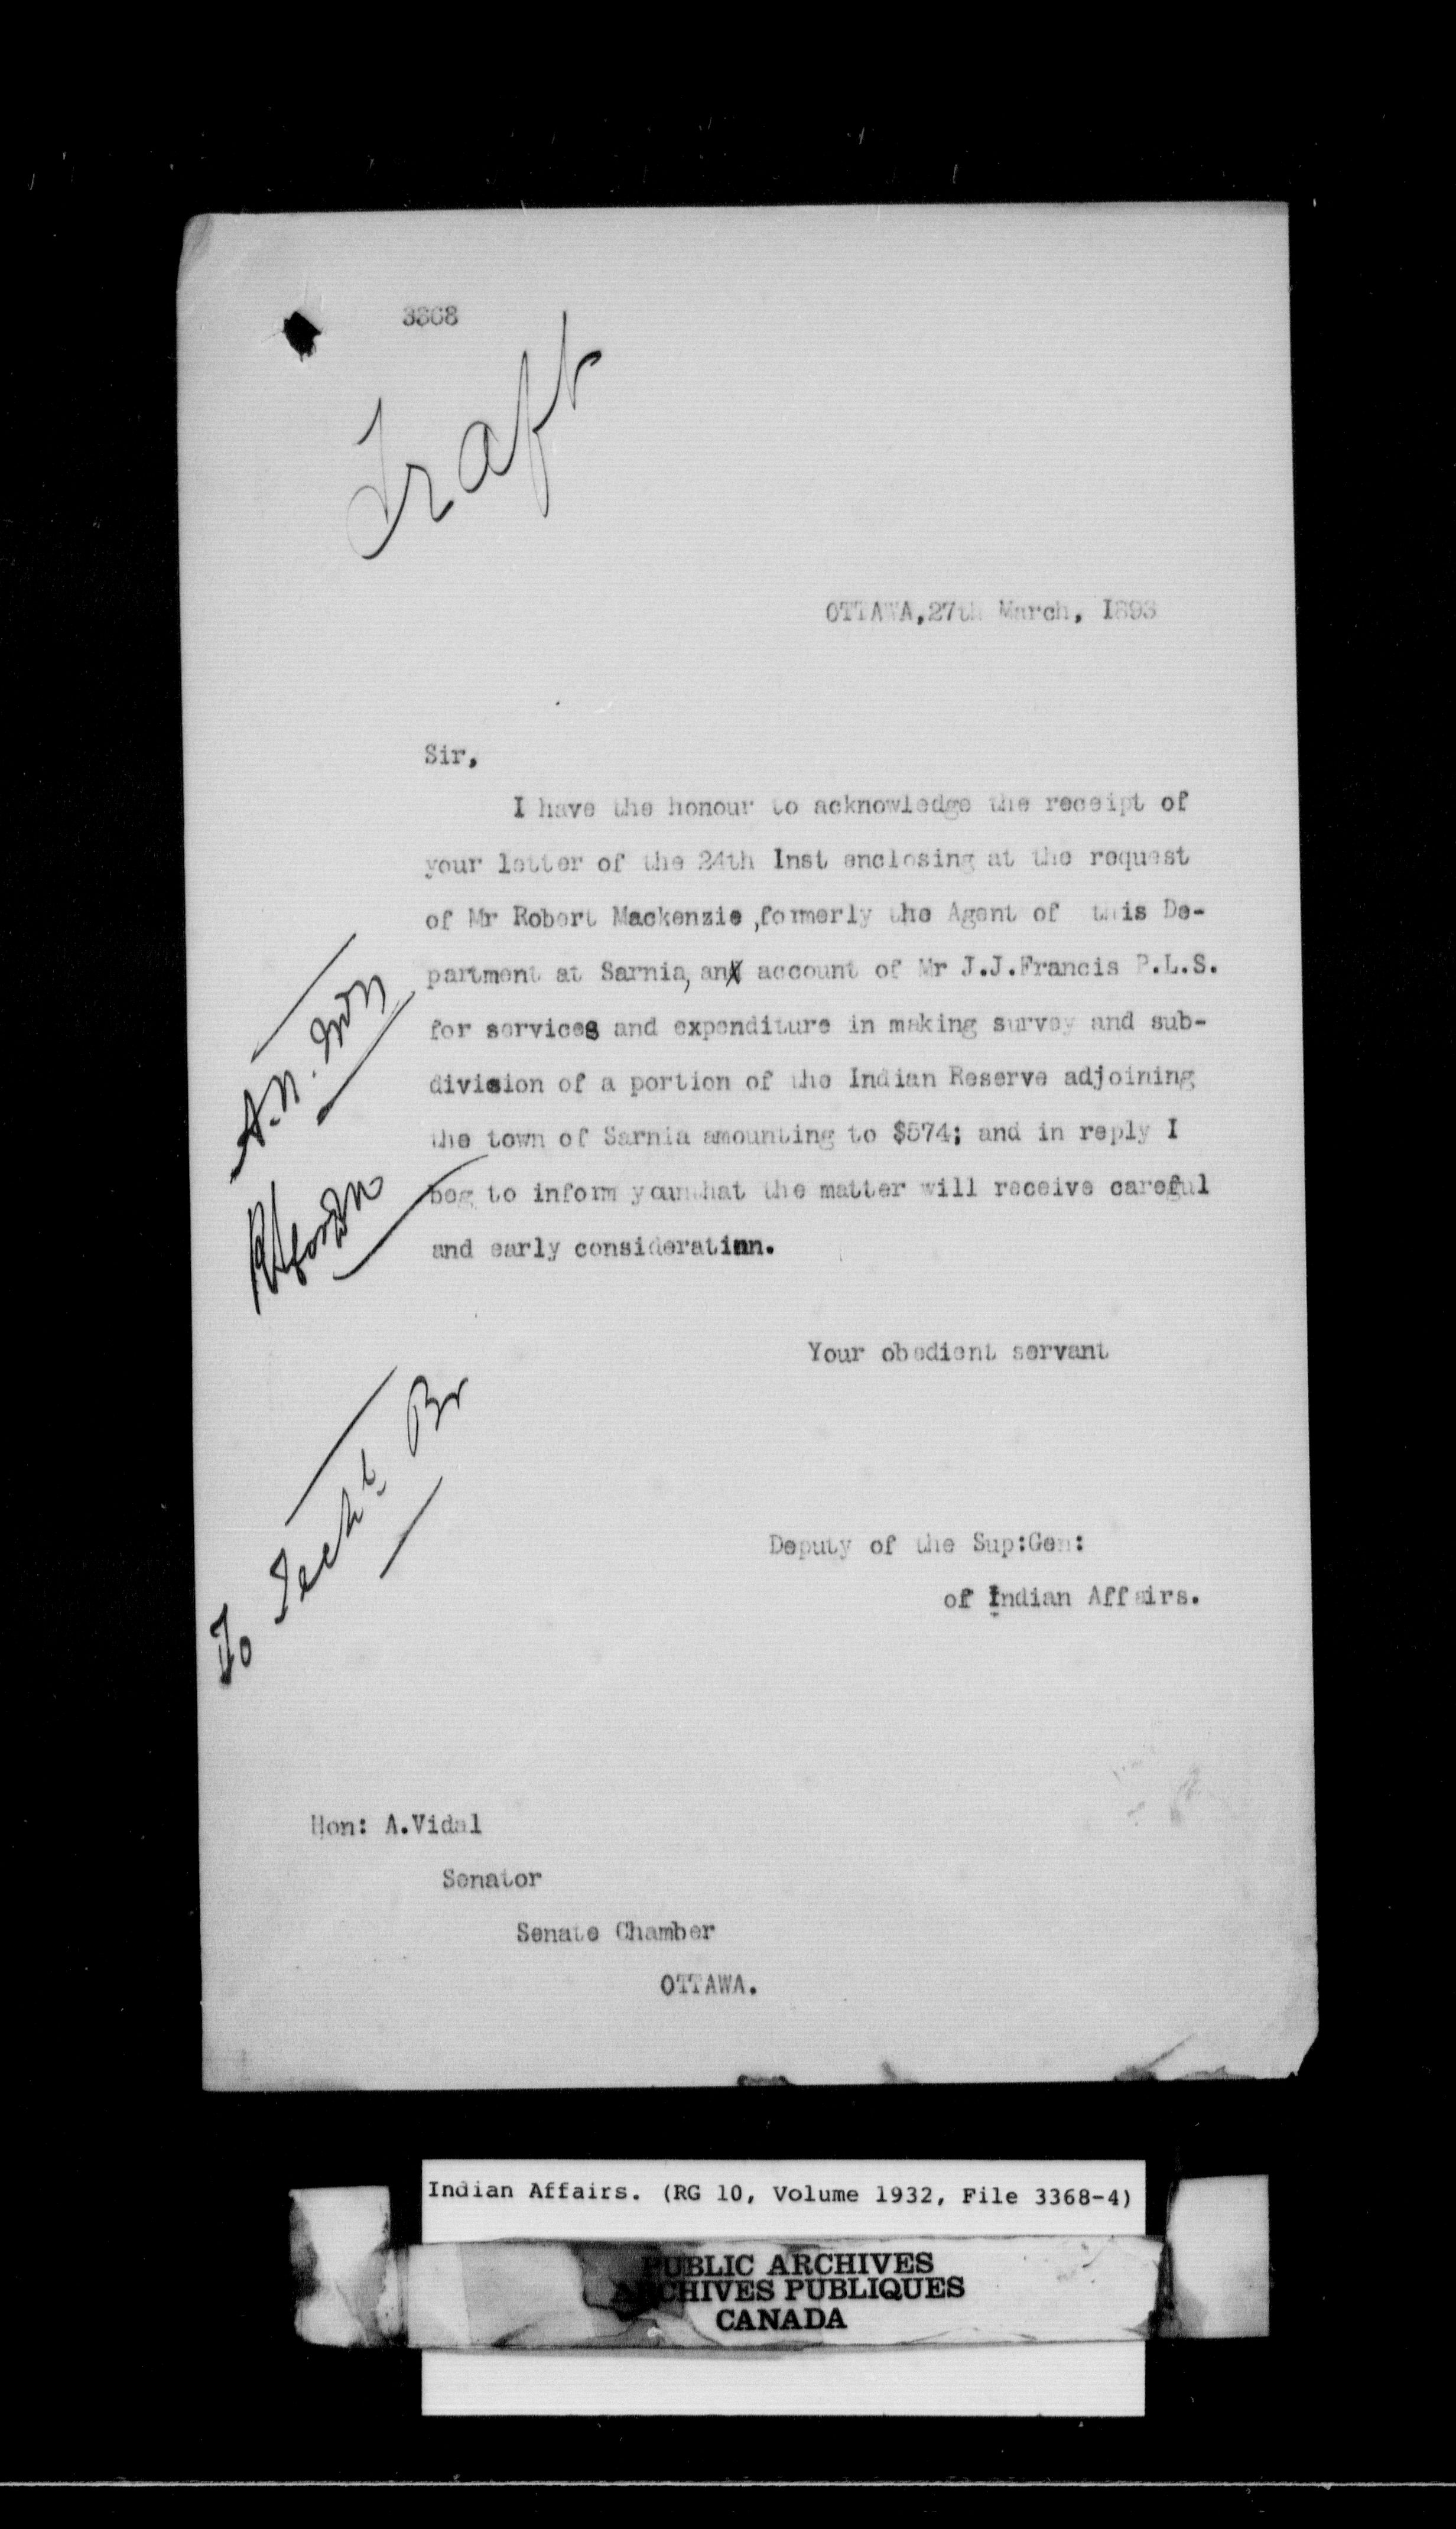 3368
Draft
OTTAWA,27th March, 1893
Sir,
I have the honour to acknowledge the receipt of
your letter of the 24th Inst enclosing at the request
of Mr Robert Mackenzie ,formerly the Agent of this De-
partment at Sarnia, an account of Mr J.J.Francis P.L.S.
for services and expenditure in making survey and sub-
division of a portion of the Indian Reserve adjoining
the town of Sarnia amounting to $574; and in reply I
beg to inform you that the matter will receive careful
and early consideration.
Your obedient servant
Deputy of the Sup:Gen:
of Indian Affairs.
To Techl Br
Hon: A.Vidal
Senator
Senate Chamber
OTTAWA.
Indian Affairs. (RG 10, Volume 1932, File 3368-4)
PUBLIC ARCHIVES
ARCHIVES PUBLIQUES
CANADA